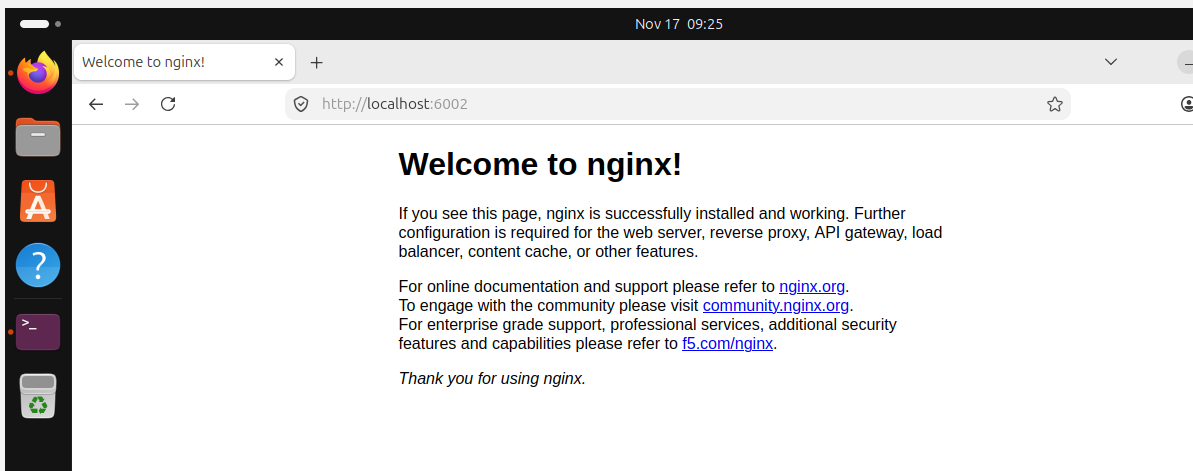 Nov 17 09:25
Welcome to nginx!
http://localhost:6002
Welcome to nginx!
If you see this page, nginx is successfully installed and working. Further
configuration is required for the web server, reverse proxy, API gateway, load
balancer, content cache, or other features.
For online documentation and support please refer to nginx.org.
To engage with the community please visit community.nginx.org.
For enterprise grade support, professional services, additional security
features and capabilities please refer to f5.com/nginx.
Thank you for using nginx.